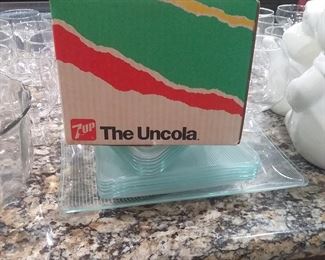 7up The Uncola.